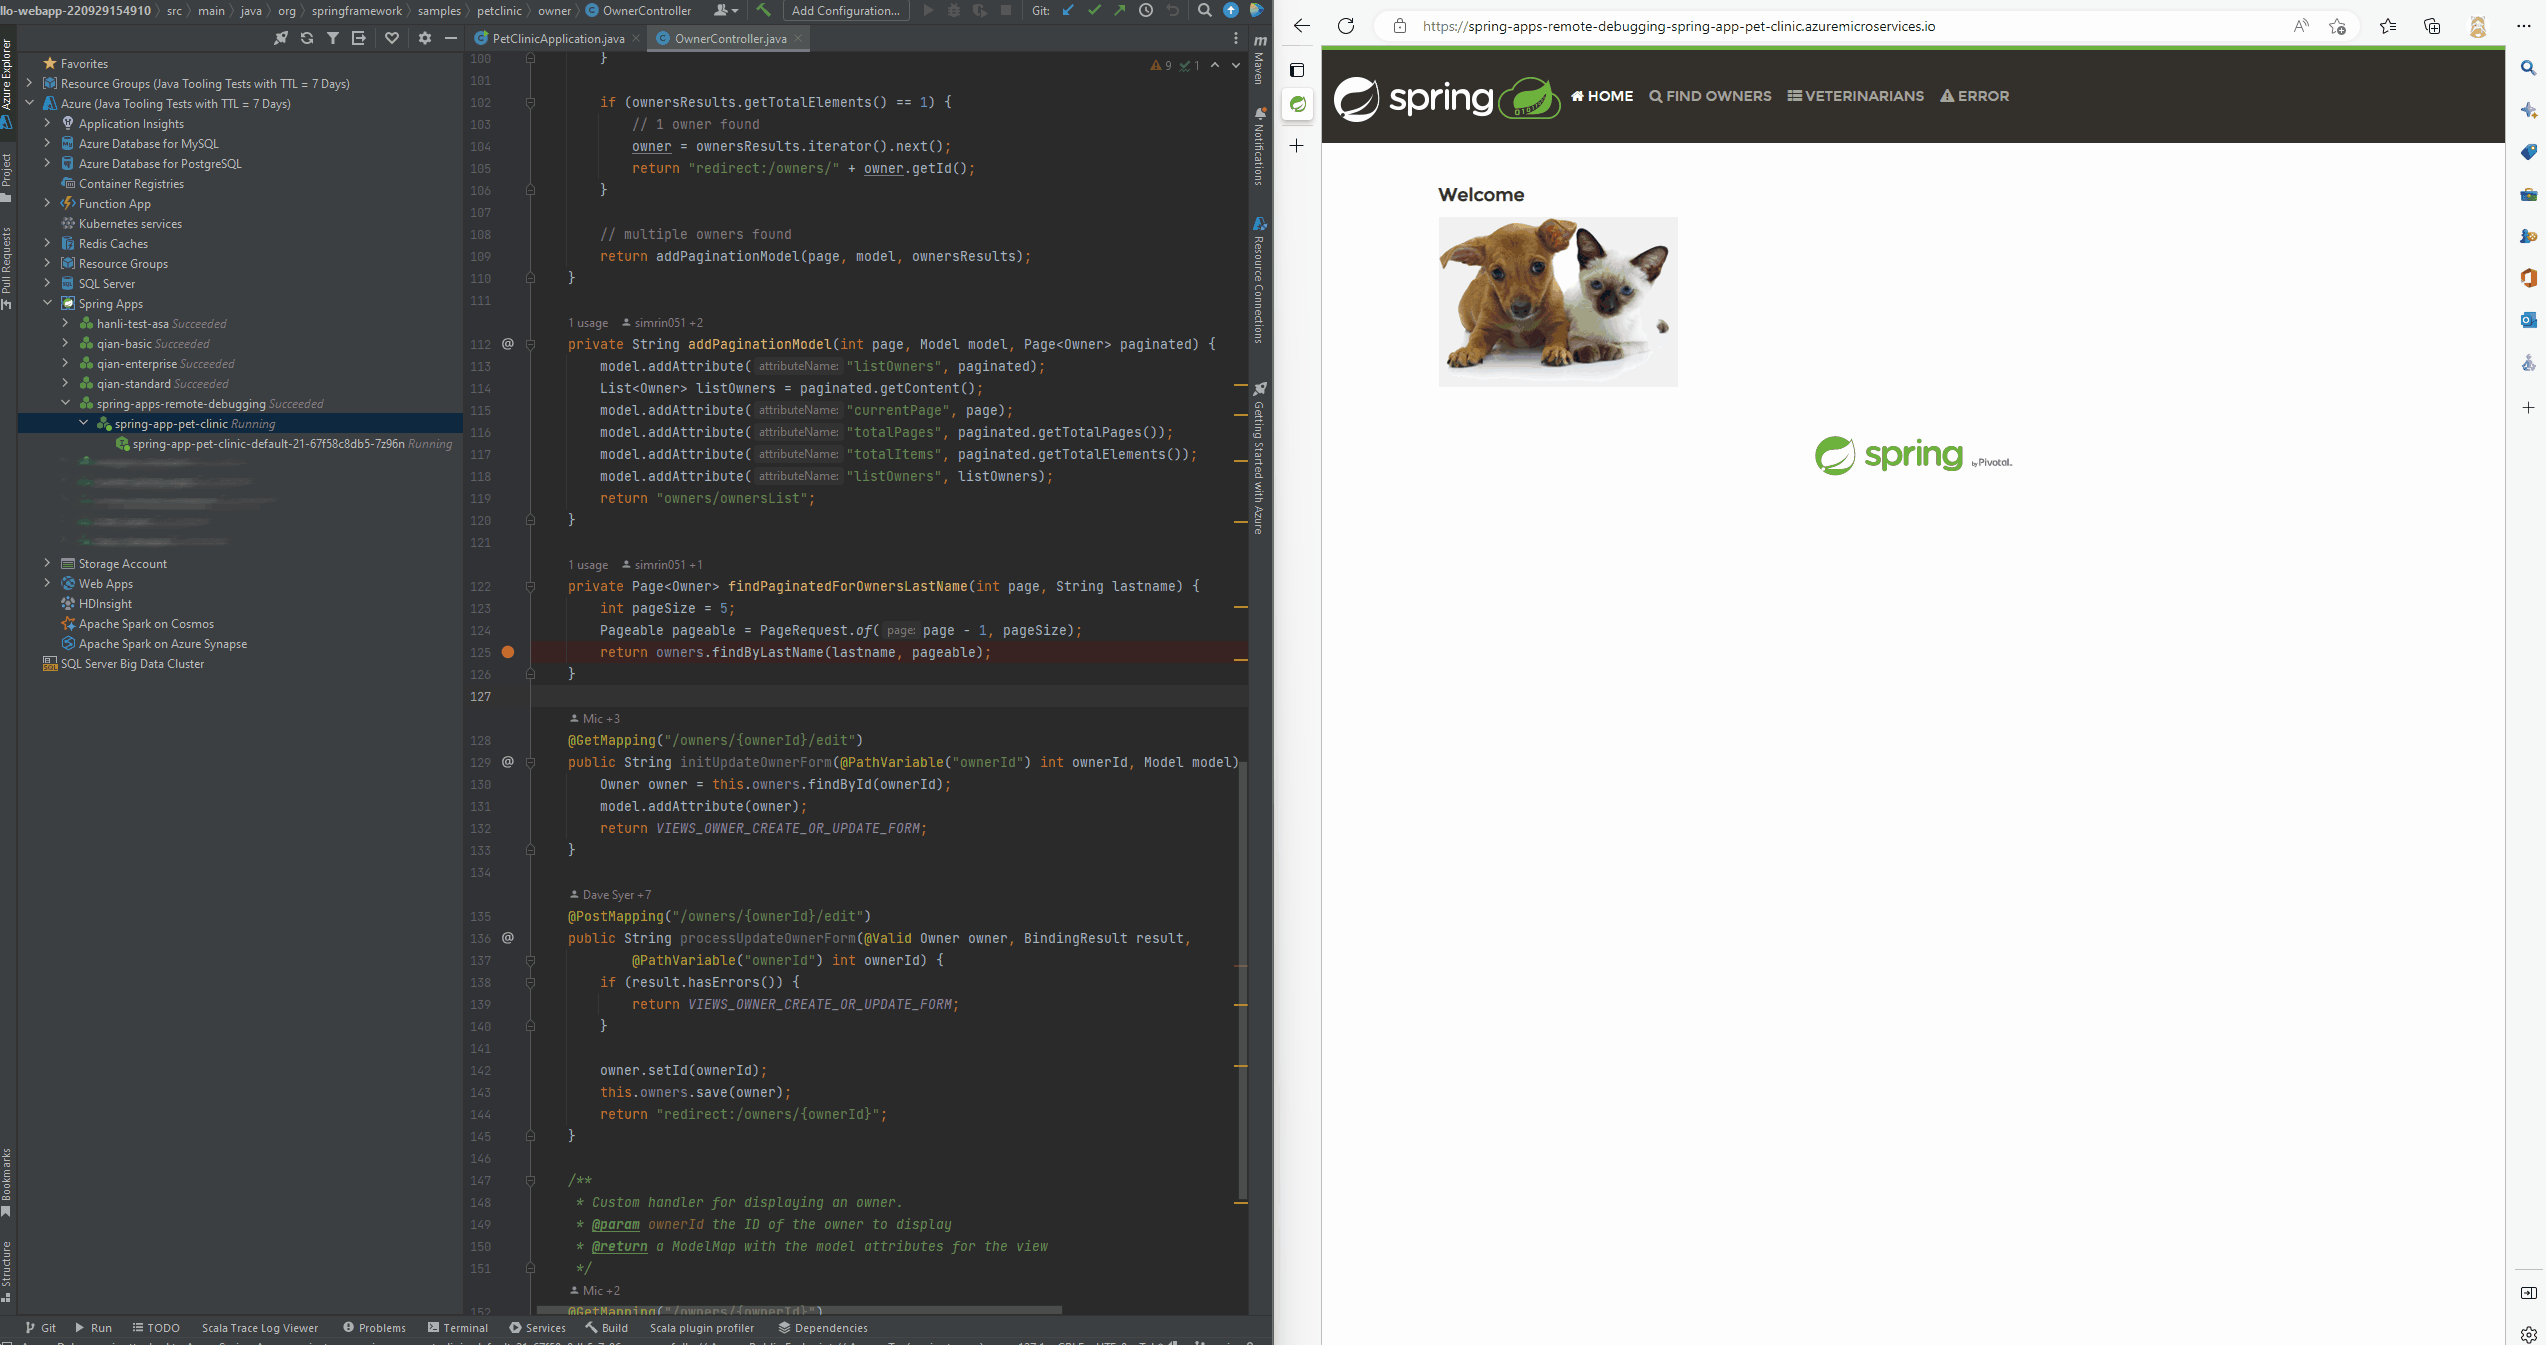 llo-webapp-220929154910 〉 src 〉 main 〉 java 〉 org 〉 springframework 〉 samples 〉 petclinic 〉 owner 〉 OwnerController
Add Configuration...
Git:
PetClinicApplication.java
OwnerController.java
Azure Explorer
Project
Pull Requests
Bookmarks
Structure
Favorites
Resource Groups (Java Tooling Tests with TTL = 7 Days)
Azure (Java Tooling Tests with TTL = 7 Days)
Application Insights
Azure Database for MySQL
Azure Database for PostgreSQL
Container Registries
Function App
Kubernetes services
Redis Caches
Resource Groups
SQL Server
Spring Apps
hanli-test-asa Succeeded
qian-basic Succeeded
qian-enterprise Succeeded
qian-standard Succeeded
spring-apps-remote-debugging Succeeded
spring-app-pet-clinic Running
spring-app-pet-clinic-default-21-67f58c8db5-7z96n Running
Storage Account
Web Apps
HDInsight
Apache Spark on Cosmos
Apache Spark on Azure Synapse
SQL Server Big Data Cluster
9 1
100 }
101
102 if (ownersResults.getTotalElements() == 1) {
103 // 1 owner found
104 owner = ownersResults.iterator().next();
105 return "redirect:/owners/" + owner.getId();
106 }
107
108 // multiple owners found
109 return addPaginationModel(page, model, ownersResults);
110 }
111
1 usage simrin051 +2
112 @ private String addPaginationModel(int page, Model model, Page<Owner> paginated) {
113 model.addAttribute( attributeName: "listOwners", paginated);
114 List<Owner> listOwners = paginated.getContent();
115 model.addAttribute( attributeName: "currentPage", page);
116 model.addAttribute( attributeName: "totalPages", paginated.getTotalPages());
117 model.addAttribute( attributeName: "totalItems", paginated.getTotalElements());
118 model.addAttribute( attributeName: "listOwners", listOwners);
119 return "owners/ownersList";
120 }
121
1 usage simrin051 +1
122 private Page<Owner> findPaginatedForOwnersLastName(int page, String lastname) {
123 int pageSize = 5;
124 Pageable pageable = PageRequest.of( page: page - 1, pageSize);
125 return owners.findByLastName(lastname, pageable);
126 }
127
Mic +3
128 @GetMapping("/owners/{ownerId}/edit")
129 @ public String initUpdateOwnerForm(@PathVariable("ownerId") int ownerId, Model model)
130 Owner owner = this.owners.findById(ownerId);
131 model.addAttribute(owner);
132 return VIEWS_OWNER_CREATE_OR_UPDATE_FORM;
133 }
134
Dave Syer +7
135 @PostMapping("/owners/{ownerId}/edit")
136 @ public String processUpdateOwnerForm(@Valid Owner owner, BindingResult result,
137 @PathVariable("ownerId") int ownerId) {
138 if (result.hasErrors()) {
139 return VIEWS_OWNER_CREATE_OR_UPDATE_FORM;
140 }
141
142 owner.setId(ownerId);
143 this.owners.save(owner);
144 return "redirect:/owners/{ownerId}";
145 }
146
147 /**
148 * Custom handler for displaying an owner.
149 * @param ownerId the ID of the owner to display
150 * @return a ModelMap with the model attributes for the view
151 */
Mic +2
152 @GetMapping("/owners/{ownerId}")
Maven
Notifications
Resource Connections
Getting Started with Azure
Git Run TODO Scala Trace Log Viewer Problems Terminal Services Build Scala plugin profiler Dependencies
https://spring-apps-remote-debugging-spring-app-pet-clinic.azuremicroservices.io
spring HOME FIND OWNERS VETERINARIANS ERROR
Welcome
spring by Pivotal.